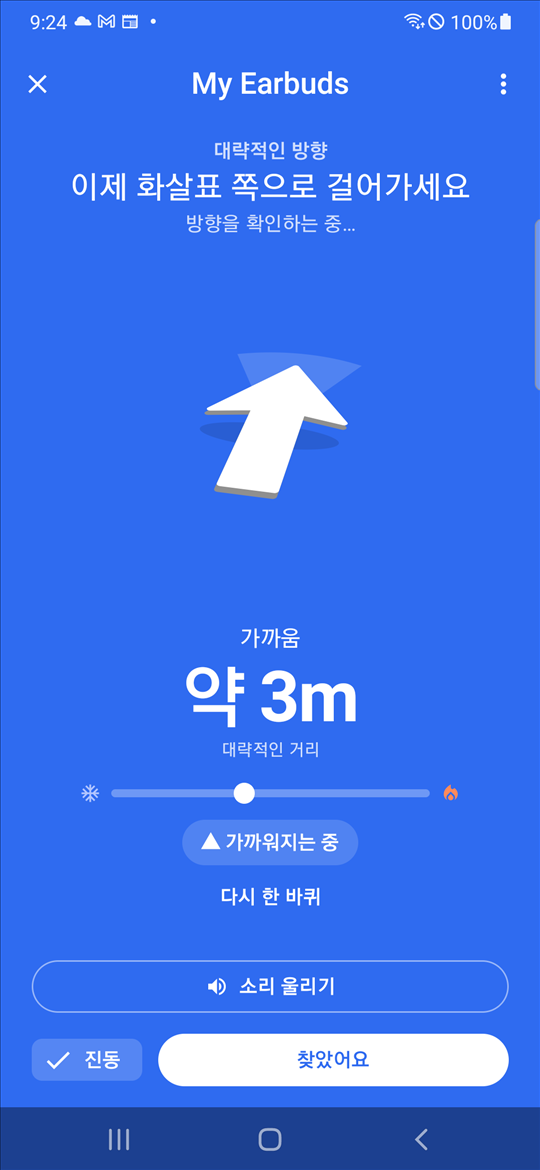 9:24
100%
My Earbuds
대략적인 방향
이제 화살표 쪽으로 걸어가세요
방향을 확인하는 중...
가까움
약 3m
대략적인 거리
▲ 가까워지는 중
다시 한 바퀴
소리 울리기
진동
찾았어요